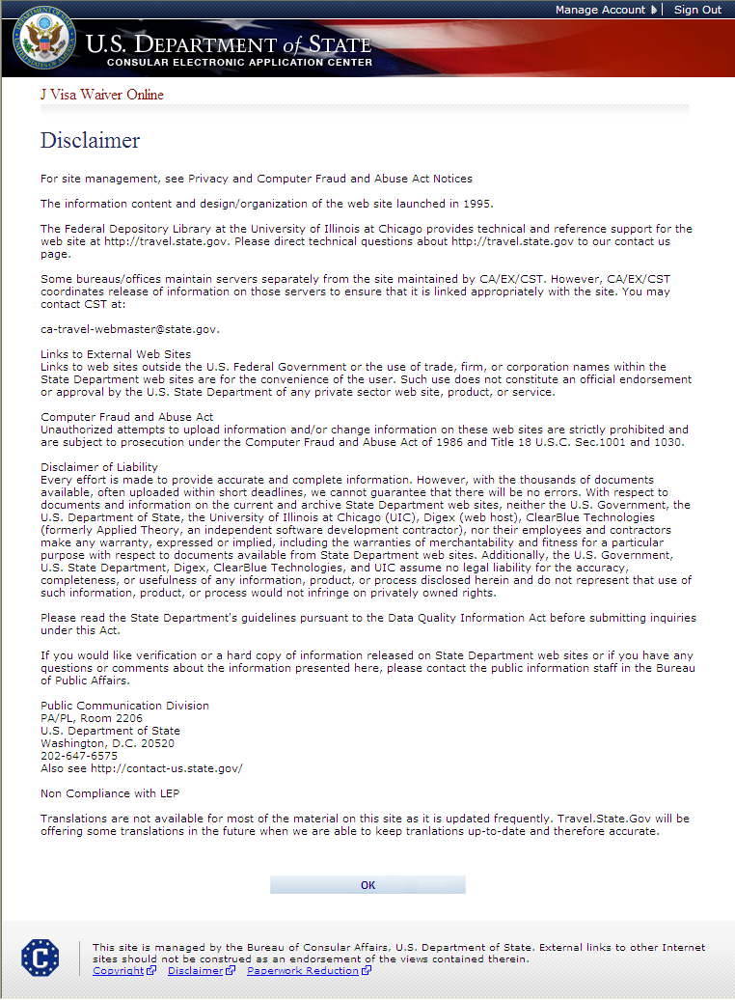 Manage Account
Sign Out
U.S. DEPARTMENT of STATE
CONSULAR ELECTRONIC APPLICATION CENTER
J Visa Waiver Online
Disclaimer
For site management, see Privacy and Computer Fraud and Abuse Act Notices
The information content and design/organization of the web site launched in 1995.
The Federal Depository Library at the University of Illinois at Chicago provides technical and reference support for the
web site at http://travel.state.gov. Please direct technical questions about http://travel.state.gov to our contact us
page.
Some bureaus/offices maintain servers separately from the site maintained by CA/EX/CST. However, CA/EX/CST
coordinates release of information on those servers to ensure that it is linked appropriately with the site. You may
contact CST at:
ca-travel-webmaster@state.gov.
Links to External Web Sites
Links to web sites outside the U.S. Federal Government or the use of trade, firm, or corporation names within the
State Department web sites are for the convenience of the user. Such use does not constitute an official endorsement
or approval by the U.S. State Department of any private sector web site, product, or service.
Computer Fraud and Abuse Act
Unauthorized attempts to upload information and/or change information on these web sites are strictly prohibited and
are subject to prosecution under the Computer Fraud and Abuse Act of 1986 and Title 18 U.S.C. Sec.1001 and 1030.
Disclaimer of Liability
Every effort is made to provide accurate and complete information. However, with the thousands of documents
available, often uploaded within short deadlines, we cannot guarantee that there will be no errors. With respect to
documents and information on the current and archive State Department web sites, neither the U.S. Government, the
U.S. Department of State, the University of Illinois at Chicago (UIC), Digex (web host), ClearBlue Technologies
(formerly Applied Theory, an independent software development contractor), nor their employees and contractors
make any warranty, expressed or implied, including the warranties of merchantability and fitness for a particular
purpose with respect to documents available from State Department web sites. Additionally, the U.S. Government,
U.S. State Department, Digex, ClearBlue Technologies, and UIC assume no legal liability for the accuracy,
completeness, or usefulness of any information, product, or process disclosed herein and do not represent that use of
such information, product, or process would not infringe on privately owned rights.
Please read the State Department's guidelines pursuant to the Data Quality Information Act before submitting inquiries
under this Act.
If you would like verification or a hard copy of information released on State Department web sites or if you have any
questions or comments about the information presented here, please contact the public information staff in the Bureau
of Public Affairs.
Public Communication Division
PA/PL, Room 2206
U.S. Department of State
Washington, D.C. 20520
202-647-6575
Also see http://contact-us.state.gov/
Non Compliance with LEP
Translations are not available for most of the material on this site as it is updated frequently. Travel.State.Gov will be
offering some translations in the future when we are able to keep tranlations up-to-date and therefore accurate.
OK
C
This site is managed by the Bureau of Consular Affairs, U.S. Department of State. External links to other Internet
sites should not be construed as an endorsement of the views contained therein.
Copyright Disclaimer Paperwork Reduction